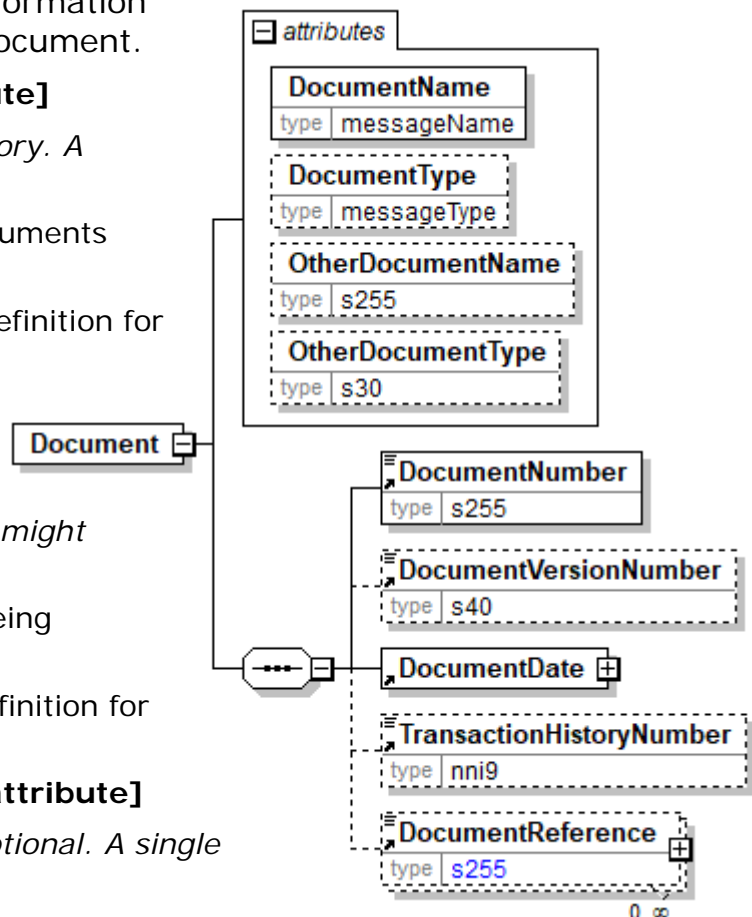 ormation
ocument.
te]
ory. A
uments
efinition for
might
eing
finition for
attribute]
otional. A single
attributes
DocumentName
type messageName
DocumentType
type messageType
OtherDocumentName
type s255
OtherDocumentType
type s30
Document
DocumentNumber
type s255
DocumentVersionNumber
type s40
DocumentDate
TransactionHistoryNumber
type nni9
DocumentReference
type s255
0..∞